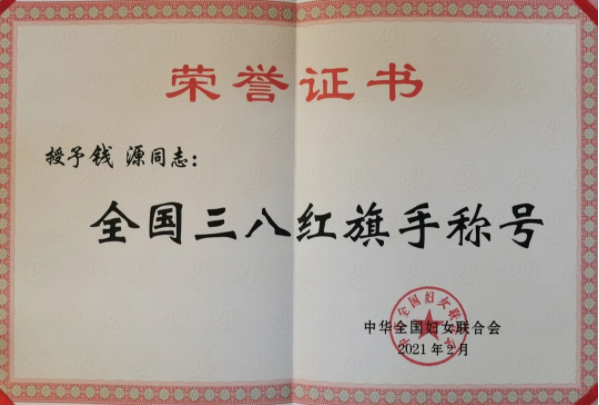 荣誉证书
授予钱 源同志：
全国三八红旗手称号
中华全国妇女联合会
2021年2月